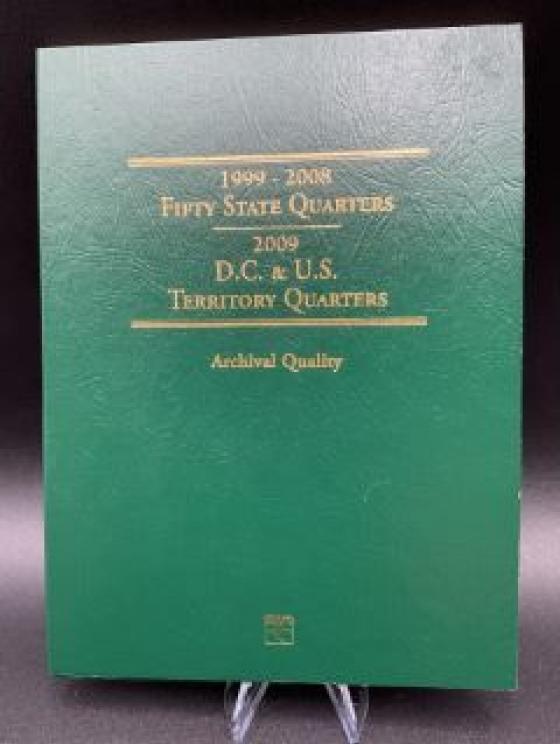 1999 - 2008
Fifty State Quarters
2009
D.C. & U.S.
Territory Quarters
Archival Quality